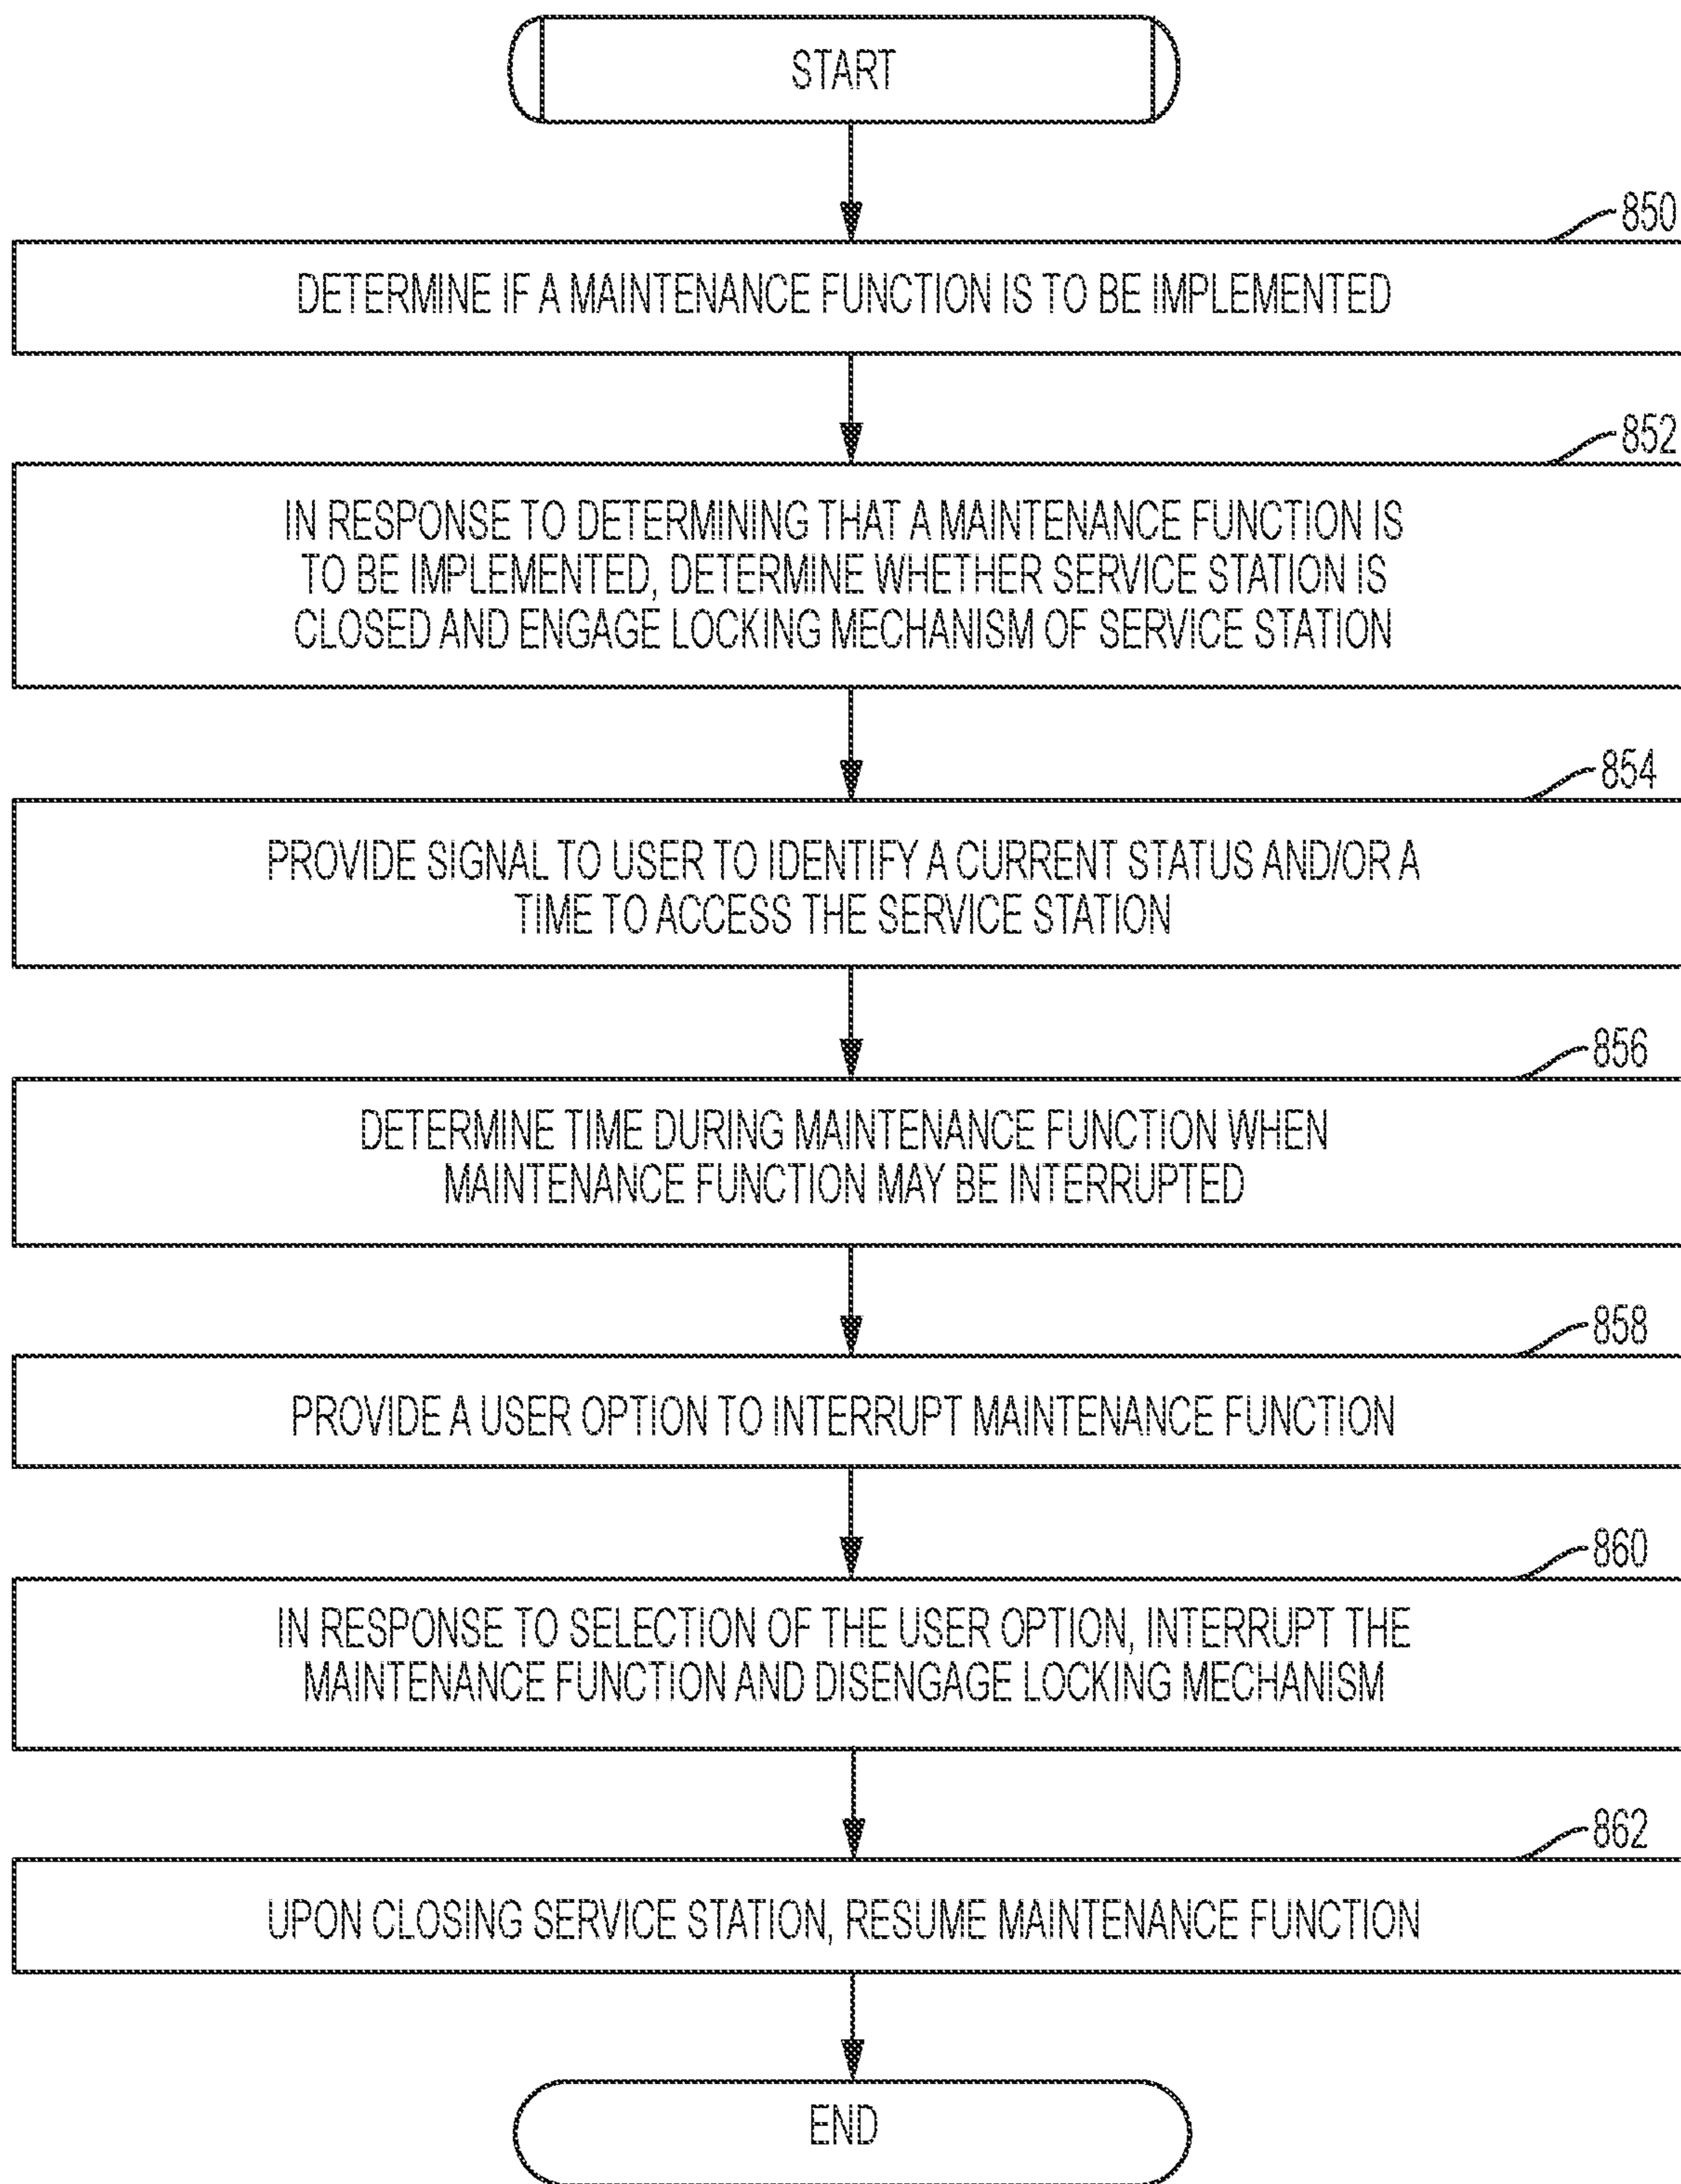 START
850
DETERMINE IF A MAINTENANCE FUNCTION IS TO BE IMPLEMENTED
852
IN RESPONSE TO DETERMINING THAT A MAINTENANCE FUNCTION IS
TO BE IMPLEMENTED, DETERMINE WHETHER SERVICE STATION IS
CLOSED AND ENGAGE LOCKING MECHANISM OF SERVICE STATION
854
PROVIDE SIGNAL TO USER TO IDENTIFY A CURRENT STATUS AND/OR A
TIME TO ACCESS THE SERVICE STATION
856
DETERMINE TIME DURING MAINTENANCE FUNCTION WHEN
MAINTENANCE FUNCTION MAY BE INTERRUPTED
858
PROVIDE A USER OPTION TO INTERRUPT MAINTENANCE FUNCTION
860
IN RESPONSE TO SELECTION OF THE USER OPTION, INTERRUPT THE
MAINTENANCE FUNCTION AND DISENGAGE LOCKING MECHANISM
862
UPON CLOSING SERVICE STATION, RESUME MAINTENANCE FUNCTION
END